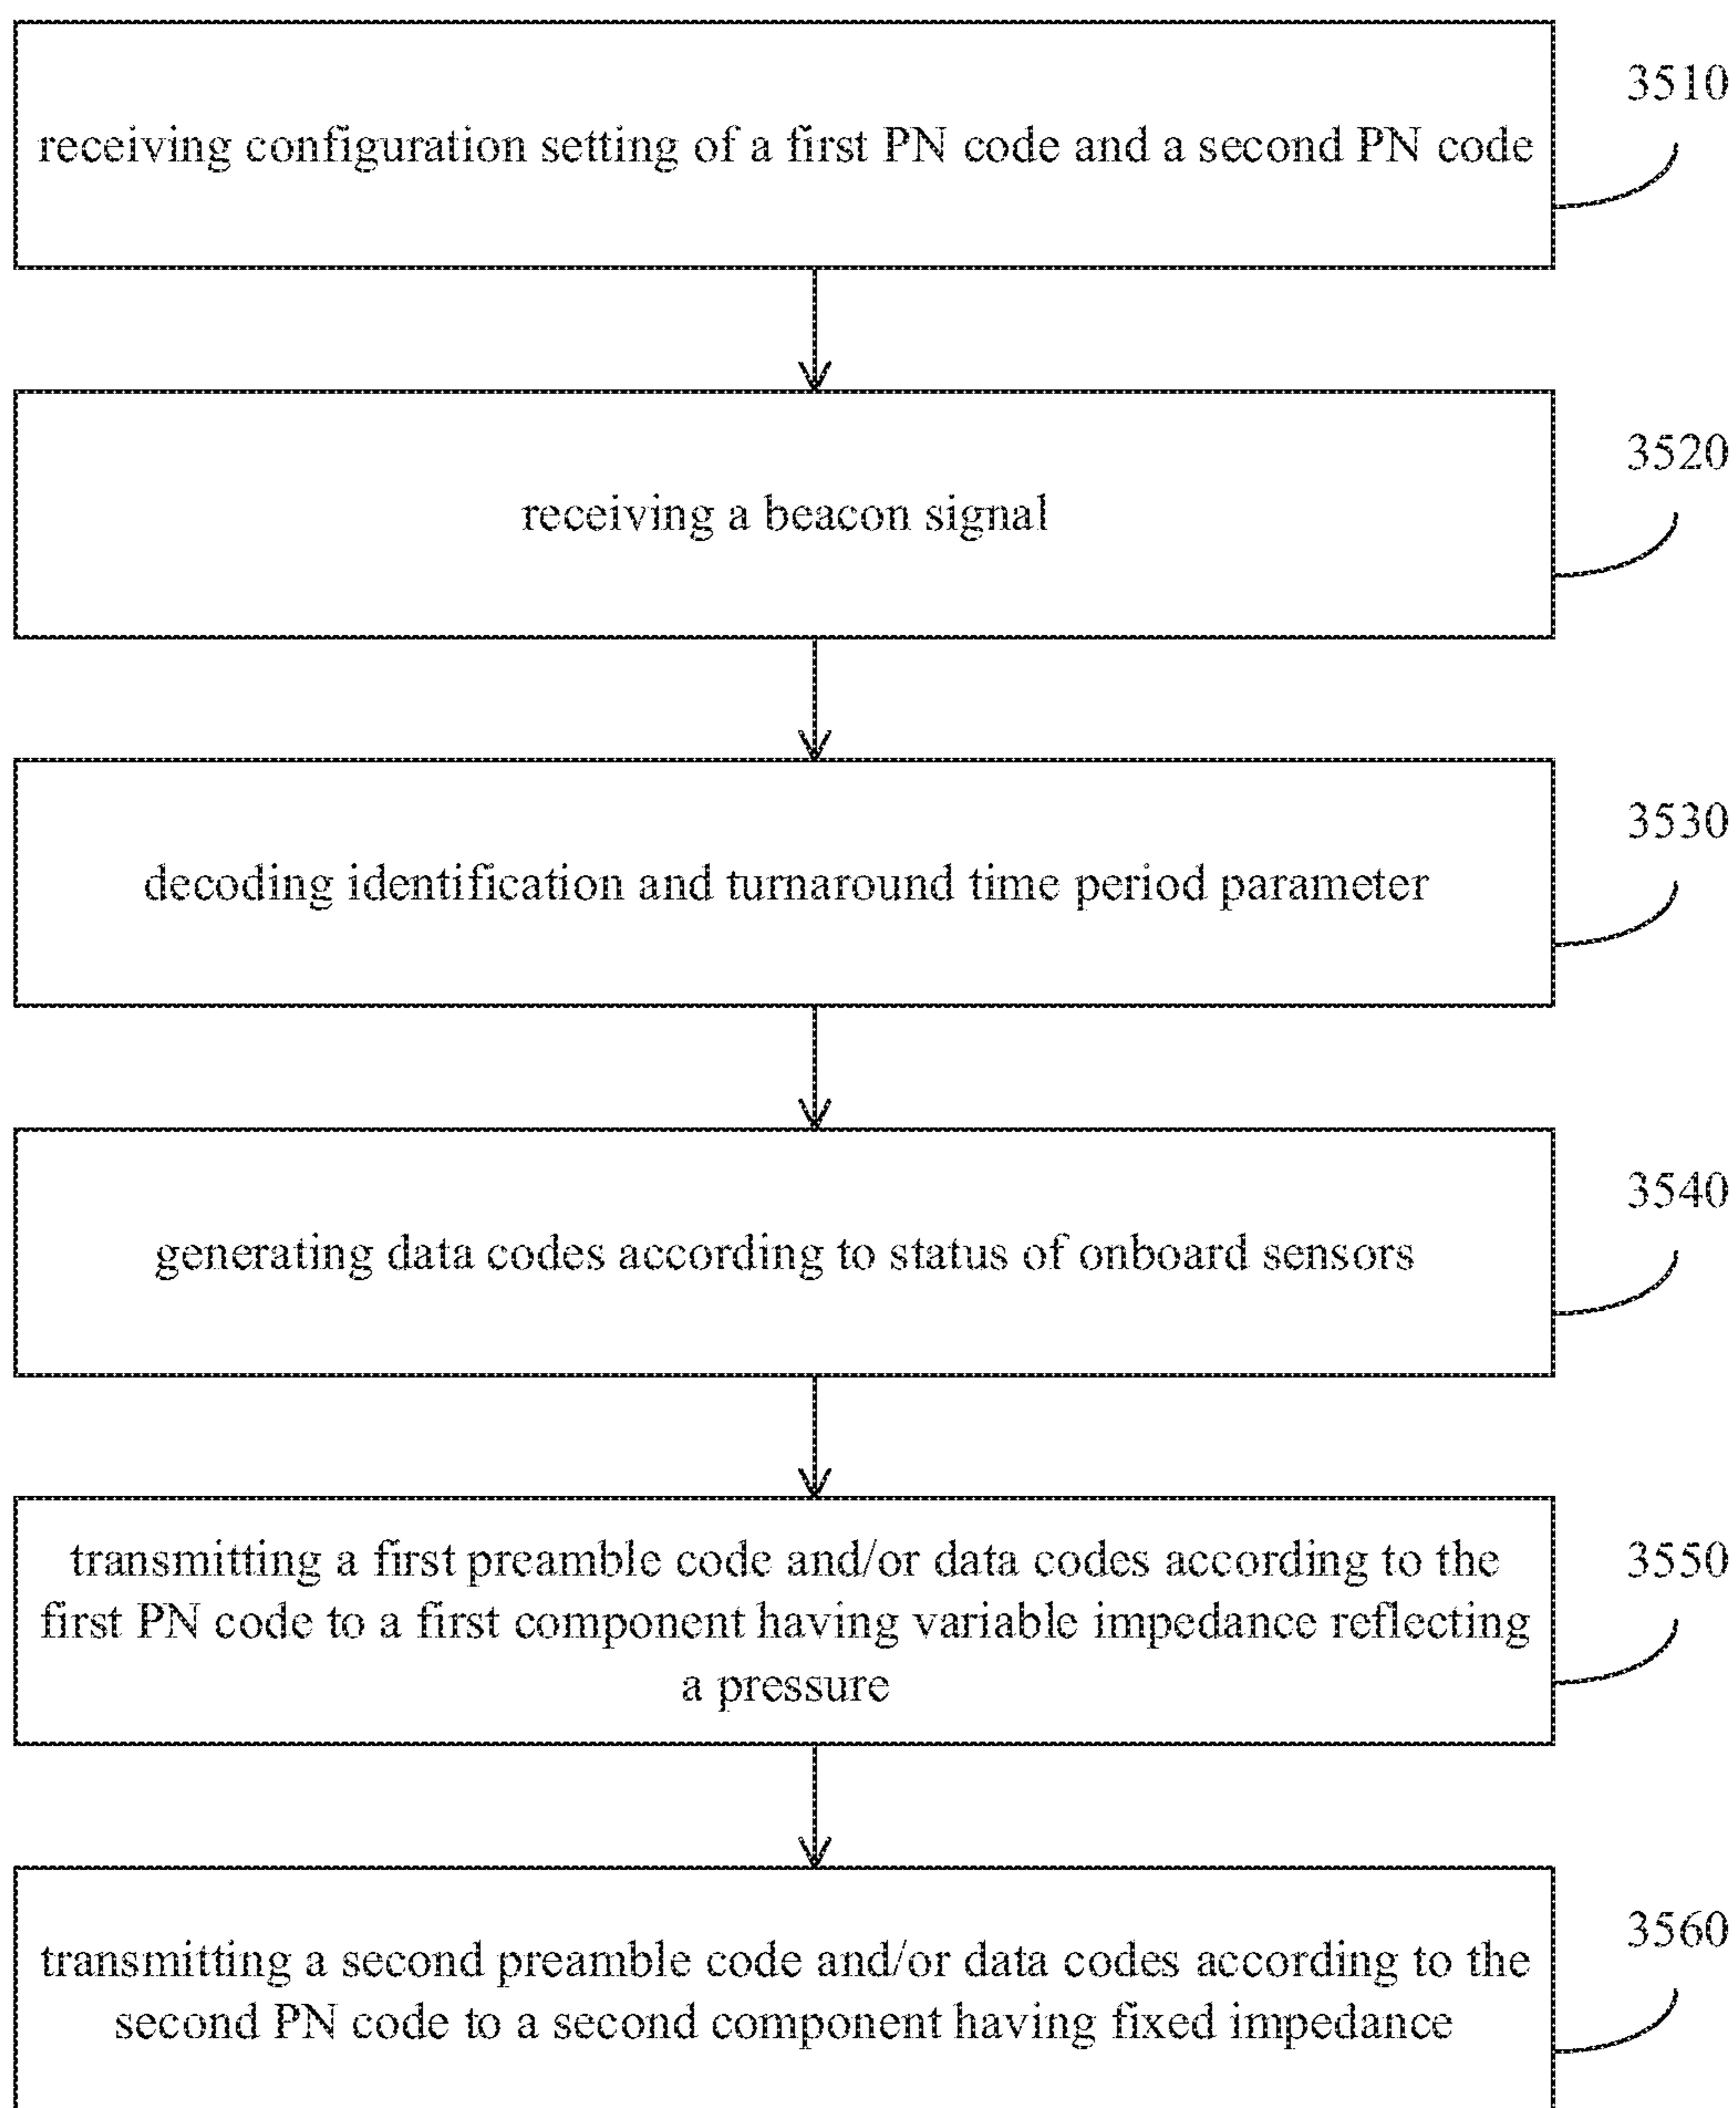 3510
receiving configuration setting of a first PN code and a second PN code
3520
receiving a beacon signal
3530
decoding identification and turnaround time period parameter
3540
generating data codes according to status of onboard sensors
3550
transmitting a first preamble code and/or data codes according to the
first PN code to a first component having variable impedance reflecting
a pressure
3560
transmitting a second preamble code and/or data codes according to the
second PN code to a second component having fixed impedance